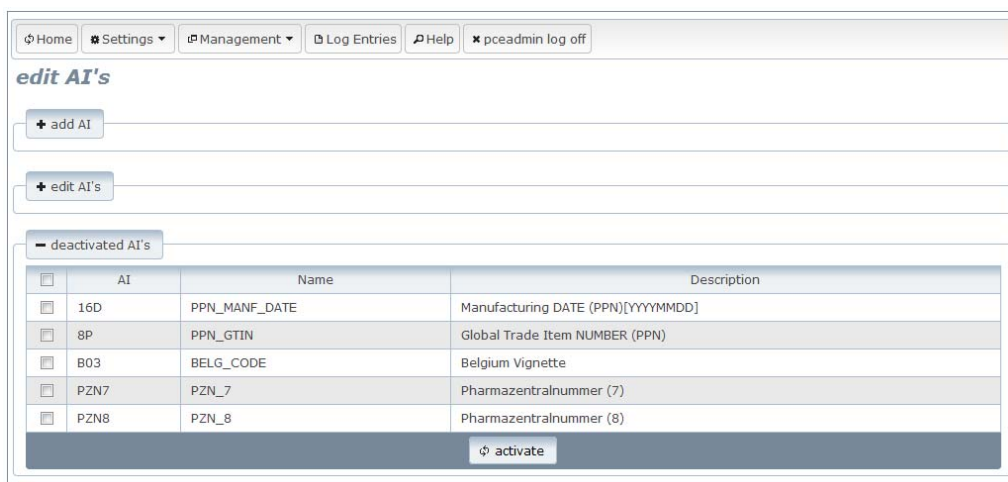 Home Settings Management Log Entries Help pceadmin log off
edit AI's
add AI
edit AI's
deactivated AI's
AI Name Description
16D PPN_MANF_DATE Manufacturing DATE (PPN)[YYYYMMDD]
8P PPN_GTIN Global Trade Item NUMBER (PPN)
B03 BELG_CODE Belgium Vignette
PZN7 PZN_7 Pharmazentralnummer (7)
PZN8 PZN_8 Pharmazentralnummer (8)
activate